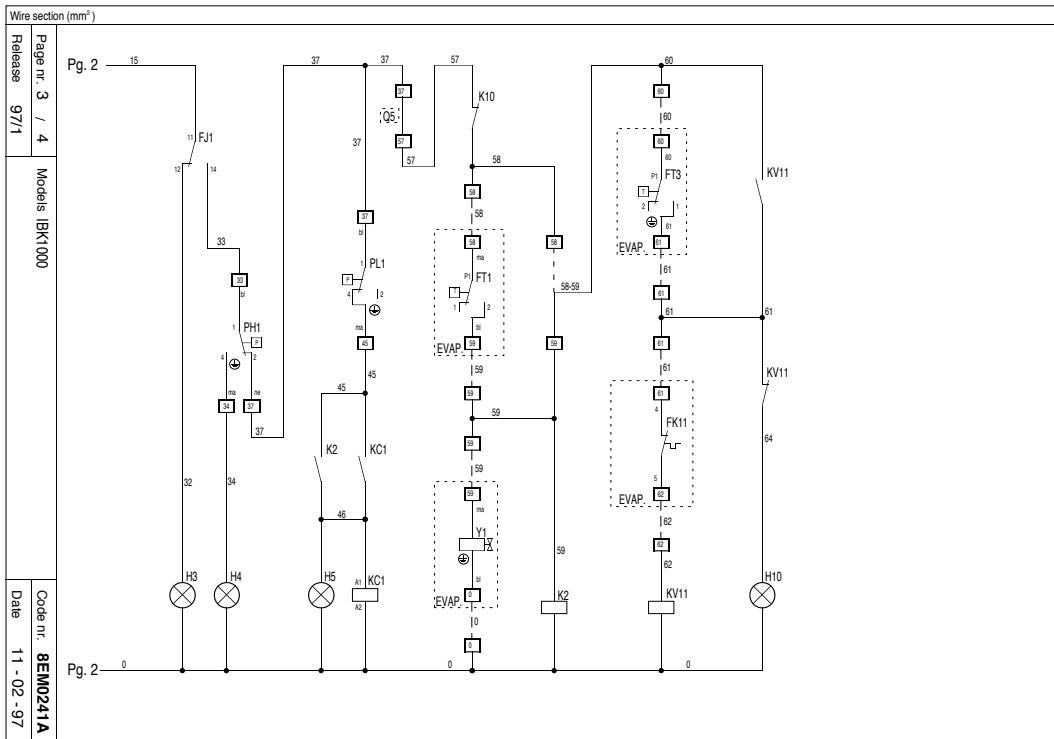 Wire section (mm²)
Page nr. 3 / 4
Release 97/1
Models IBK1000
Code nr. 8EM0241A
Date 11 - 02 - 97
Pg. 2
15
37
37
57
60
37
60
K10
Q5
60
11
FJ1
57
60
37
57
58
60
12
14
58
P1
FT3
KV11
T
58
2
1
33
37
61
58
58
EVAP.
61
bl
ma
61
33
1
PL1
P1
FT1
58-59
61
bl
P
T
4
2
1
2
61
61
1
PH1
P
ma
bl
4
2
45
EVAP.
59
59
61
61
59
KV11
ma
ne
45
59
61
34
37
45
59
4
37
59
FK11
64
K2
KC1
59
5
32
34
59
EVAP.
62
46
ma
62
Y1
62
59
H3
H4
H5
A1
KC1
bl
62
H10
A2
EVAP.
0
K2
KV11
0
0
Pg. 2
0
0
0